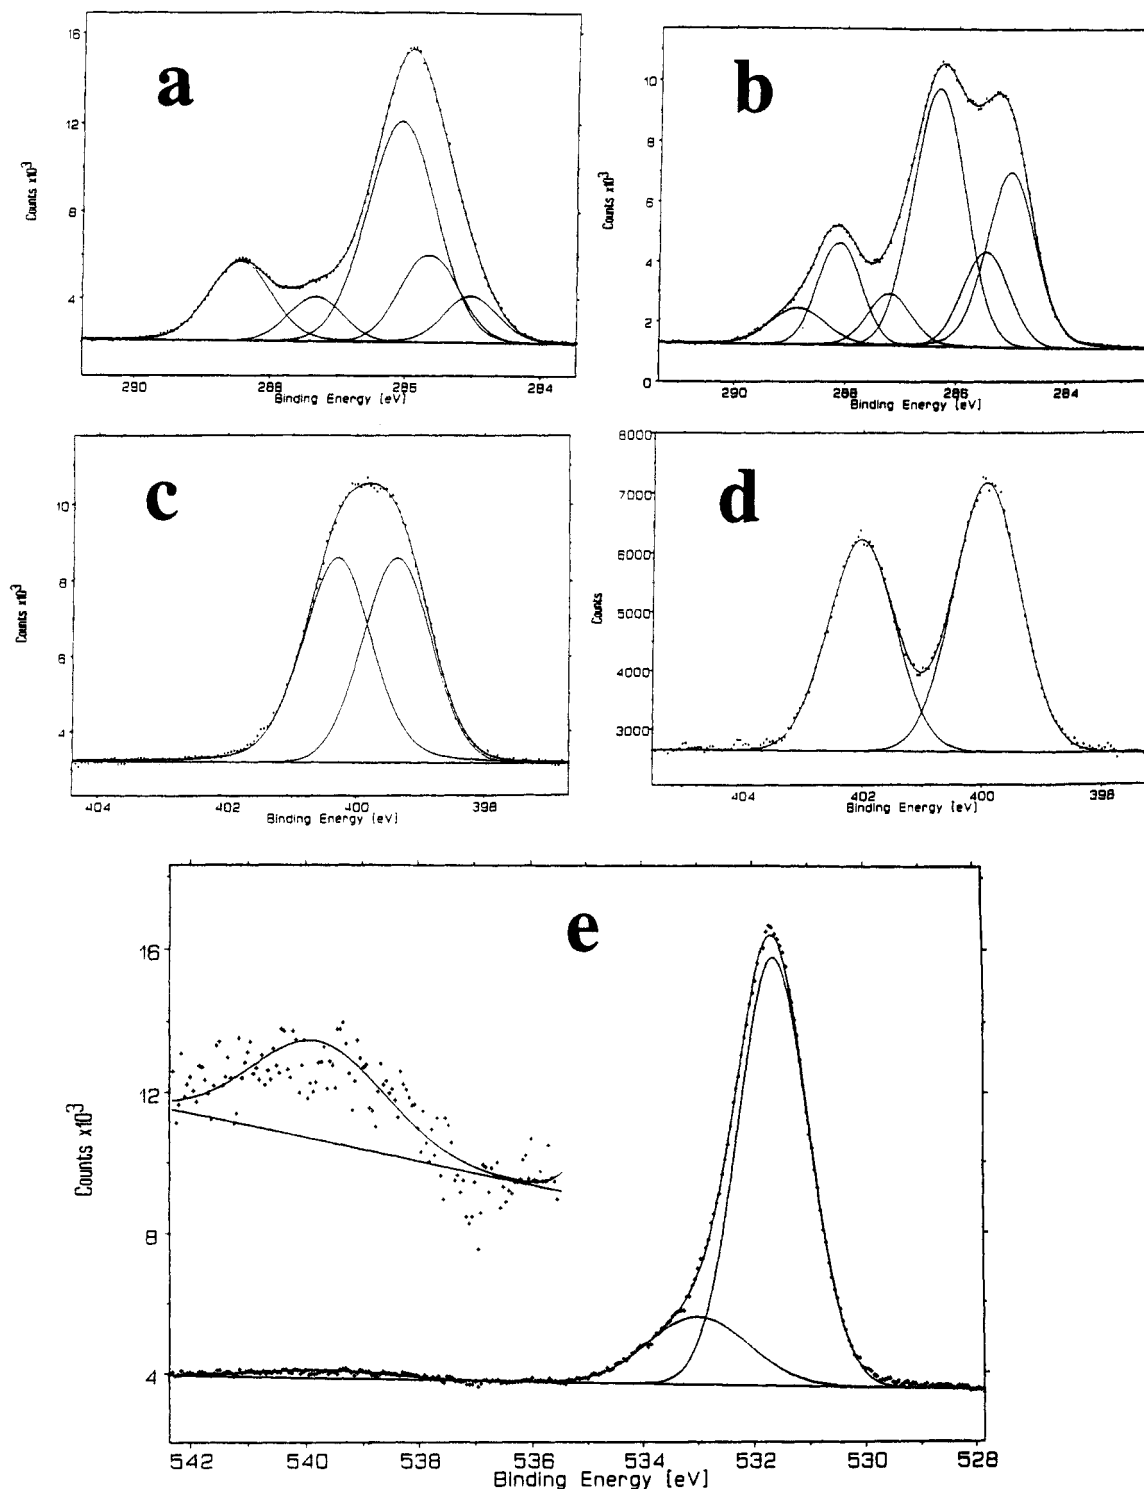 a
16
12
8
4
Counts x10³
290 288 286 284
Binding Energy [eV]
b
10
8
6
4
2
0
Counts x10³
290 288 286 284
Binding Energy [eV]
c
10
8
6
4
Counts x10³
404 402 400 398
Binding Energy [eV]
d
8000
7000
6000
5000
4000
3000
Counts
404 402 400 398
Binding Energy [eV]
e
16
12
8
4
Counts x10³
542 540 538 536 534 532 530 528
Binding Energy [eV]